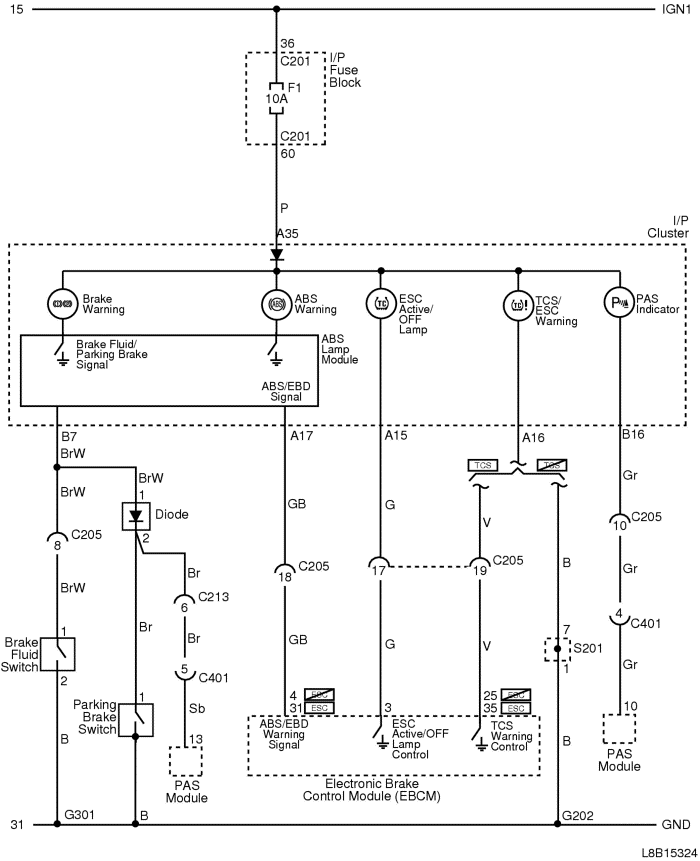 15
IGN1
36
C201
I/P
Fuse
Block
F1
10A
C201
60
P
A35
I/P
Cluster
Brake
Warning
ABS
ABS
Warning
TC
ESC
Active/
OFF
Lamp
TC !
TCS/
ESC
Warning
P
PAS
Indicator
Brake Fluid/
Parking Brake
Signal
ABS
Lamp
Module
ABS/EBD
Signal
B7
A17
A15
A16
B16
BrW
TCS
TCS
BrW
BrW
1
Diode
2
GB
G
V
Gr
C205
8
C205
10
C205
18
17
C205
19
B
Br
C213
6
Gr
BrW
Br
Br
GB
G
V
4
C401
Brake
Fluid
Switch
1
2
5
C401
7
S201
1
Gr
Parking
Brake
Switch
1
Sb
4
ESC
31
ESC
3
25
ESC
35
ESC
10
B
13
PAS
Module
ABS/EBD
Warning
Signal
ESC
Active/OFF
Lamp
Control
TCS
Warning
Control
B
PAS
Module
Electronic Brake
Control Module (EBCM)
31
G301
B
G202
GND
L8B15324